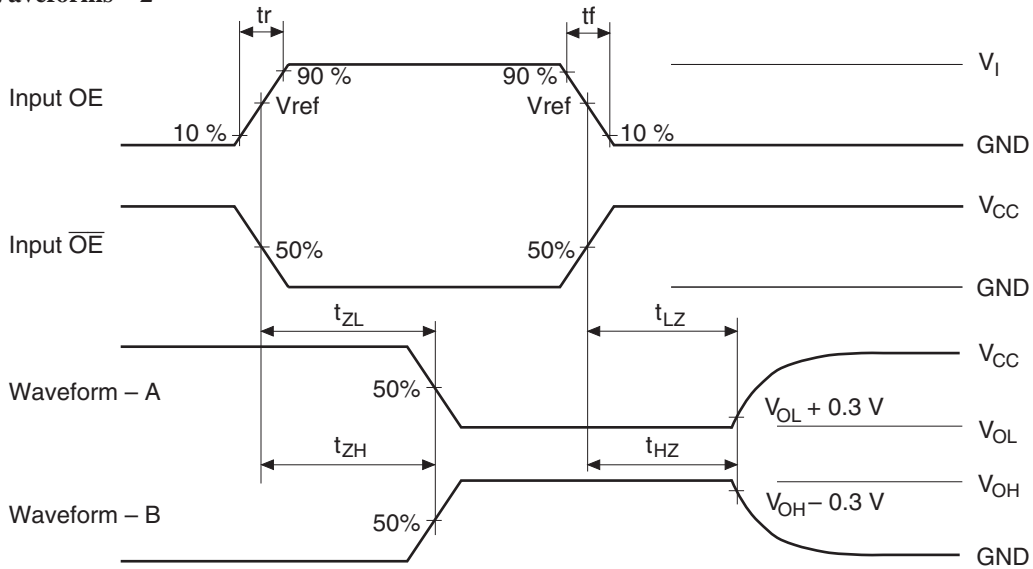 Waveforms – 2
tr
tf
90 %
90 %
V_I
Input OE
Vref
Vref
10 %
10 %
GND
V_CC
Input O̅E̅
50%
50%
GND
t_ZL
t_LZ
V_CC
Waveform – A
50%
V_OL + 0.3 V
V_OL
t_ZH
t_HZ
V_OH
V_OH – 0.3 V
Waveform – B
50%
GND